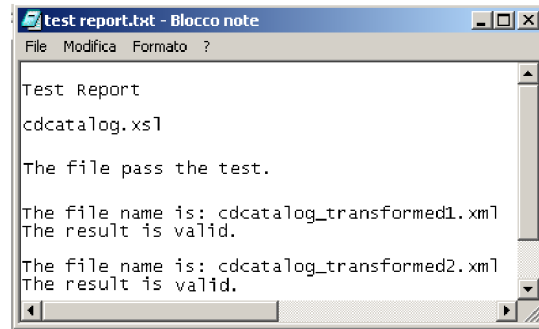 test report.txt - Blocco note
File Modifica Formato ?
Test Report
cdcatalog.xsl
The file pass the test.
The file name is: cdcatalog_transformed1.xml
The result is valid.
The file name is: cdcatalog_transformed2.xml
The result is valid.